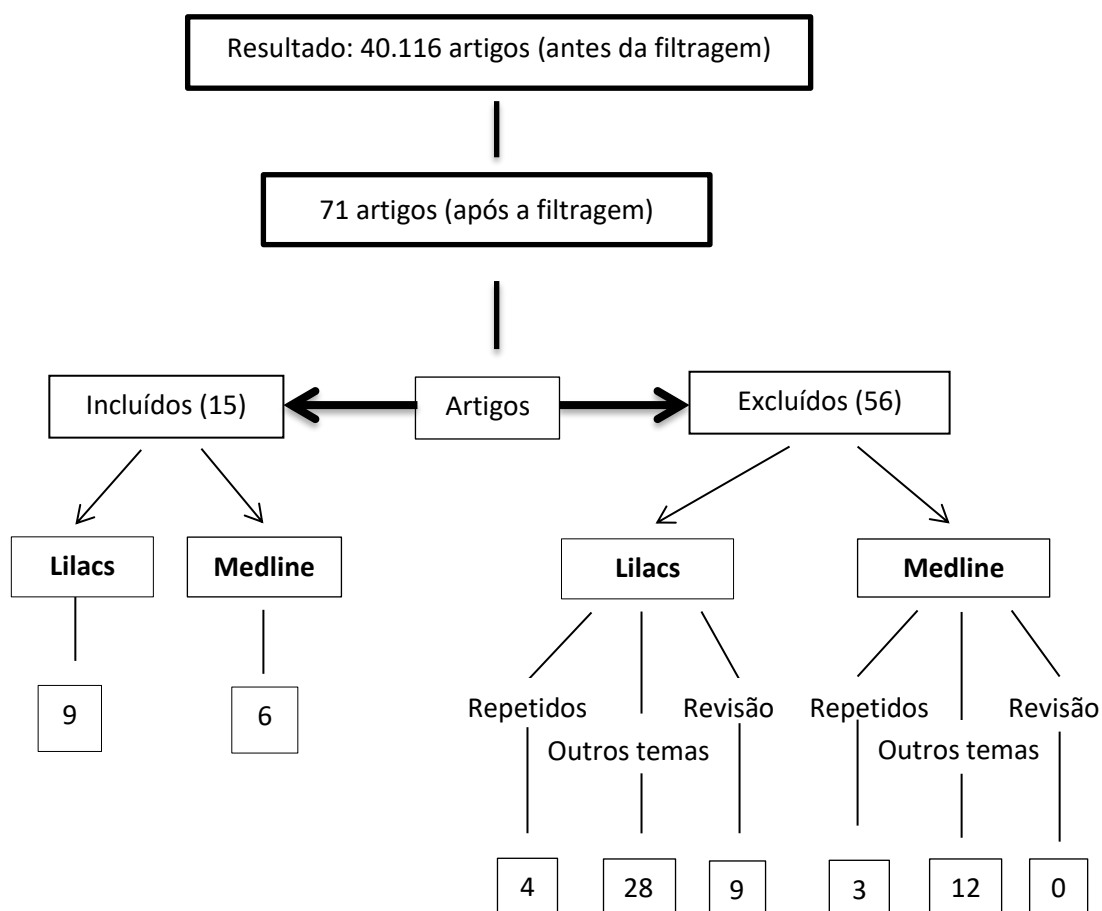 Resultado: 40.116 artigos (antes da filtragem)
71 artigos (após a filtragem)
Incluídos (15)
Artigos
Excluídos (56)
Lilacs
Medline
Lilacs
Medline
9
6
Repetidos
Revisão
Repetidos
Revisão
Outros temas
Outros temas
4
28
9
3
12
0